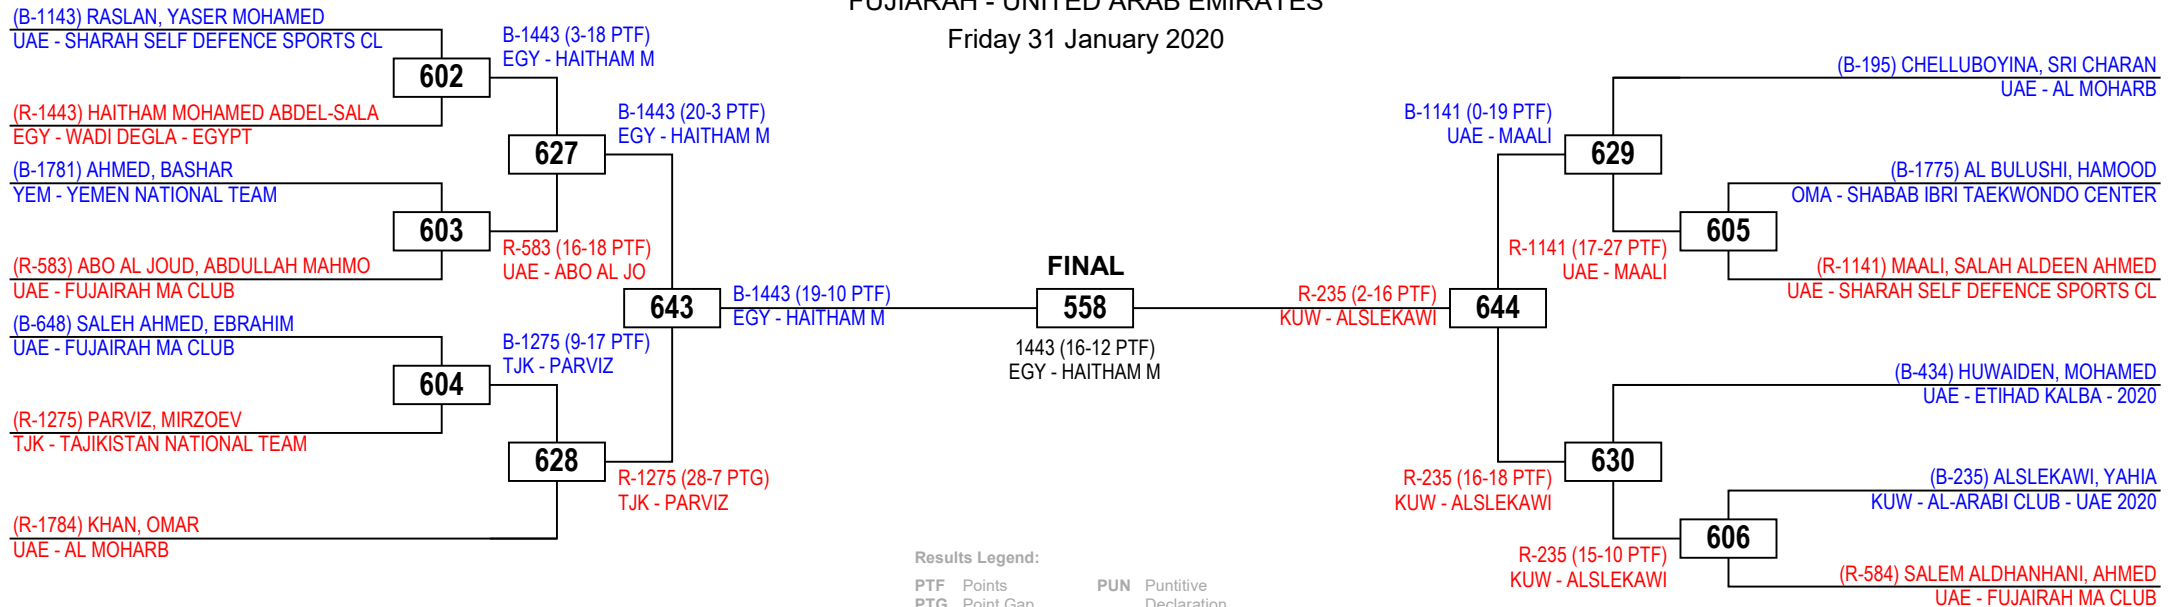 FUJIARAH - UNITED ARAB EMIRATES
Friday 31 January 2020
(B-1143) RASLAN, YASER MOHAMED
UAE - SHARAH SELF DEFENCE SPORTS CL
602
(R-1443) HAITHAM MOHAMED ABDEL-SALA
EGY - WADI DEGLA - EGYPT
(B-1781) AHMED, BASHAR
YEM - YEMEN NATIONAL TEAM
603
(R-583) ABO AL JOUD, ABDULLAH MAHMO
UAE - FUJAIRAH MA CLUB
(B-648) SALEH AHMED, EBRAHIM
UAE - FUJAIRAH MA CLUB
604
(R-1275) PARVIZ, MIRZOEV
TJK - TAJIKISTAN NATIONAL TEAM
(R-1784) KHAN, OMAR
UAE - AL MOHARB
B-1443 (3-18 PTF)
EGY - HAITHAM M
627
R-583 (16-18 PTF)
UAE - ABO AL JO
B-1275 (9-17 PTF)
TJK - PARVIZ
628
B-1443 (20-3 PTF)
EGY - HAITHAM M
643
R-1275 (28-7 PTG)
TJK - PARVIZ
B-1443 (19-10 PTF)
EGY - HAITHAM M
FINAL
558
1443 (16-12 PTF)
EGY - HAITHAM M
R-235 (2-16 PTF)
KUW - ALSLEKAWI
644
B-1141 (0-19 PTF)
UAE - MAALI
629
R-1141 (17-27 PTF)
UAE - MAALI
605
R-235 (16-18 PTF)
KUW - ALSLEKAWI
630
R-235 (15-10 PTF)
KUW - ALSLEKAWI
606
(B-195) CHELLUBOYINA, SRI CHARAN
UAE - AL MOHARB
(B-1775) AL BULUSHI, HAMOOD
OMA - SHABAB IBRI TAEKWONDO CENTER
(R-1141) MAALI, SALAH ALDEEN AHMED
UAE - SHARAH SELF DEFENCE SPORTS CL
(B-434) HUWAIDEN, MOHAMED
UAE - ETIHAD KALBA - 2020
(B-235) ALSLEKAWI, YAHIA
KUW - AL-ARABI CLUB - UAE 2020
(R-584) SALEM ALDHANHANI, AHMED
UAE - FUJAIRAH MA CLUB
Results Legend:
PTF Points PUN Puntitive
PTG Point Gap Declaration